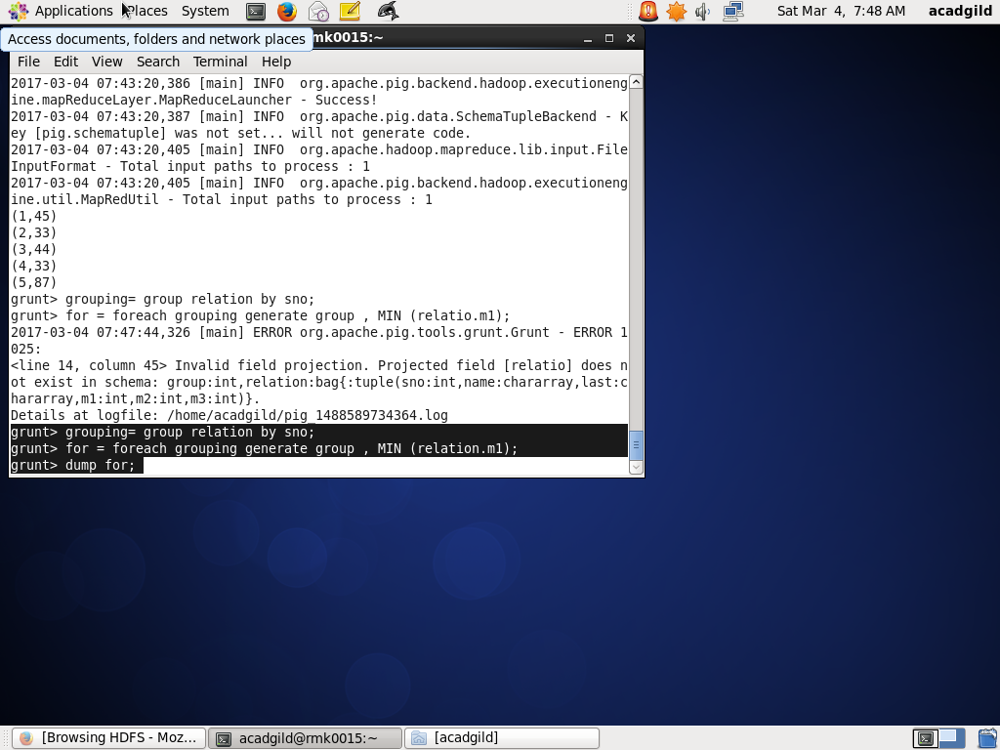 Applications Places System
Sat Mar 4, 7:48 AM acadgild
Access documents, folders and network places
mk0015:~
File Edit View Search Terminal Help
2017-03-04 07:43:20,386 [main] INFO  org.apache.pig.backend.hadoop.executioneng
ine.mapReduceLayer.MapReduceLauncher - Success!
2017-03-04 07:43:20,387 [main] INFO  org.apache.pig.data.SchemaTupleBackend - K
ey [pig.schematuple] was not set... will not generate code.
2017-03-04 07:43:20,405 [main] INFO  org.apache.hadoop.mapreduce.lib.input.File
InputFormat - Total input paths to process : 1
2017-03-04 07:43:20,405 [main] INFO  org.apache.pig.backend.hadoop.executioneng
ine.util.MapRedUtil - Total input paths to process : 1
(1,45)
(2,33)
(3,44)
(4,33)
(5,87)
grunt> grouping= group relation by sno;
grunt> for = foreach grouping generate group , MIN (relatio.m1);
2017-03-04 07:47:44,326 [main] ERROR org.apache.pig.tools.grunt.Grunt - ERROR 1
025:
<line 14, column 45> Invalid field projection. Projected field [relatio] does n
ot exist in schema: group:int,relation:bag{:tuple(sno:int,name:chararray,last:c
hararray,m1:int,m2:int,m3:int)}.
Details at logfile: /home/acadgild/pig_1488589734364.log
grunt> grouping= group relation by sno;
grunt> for = foreach grouping generate group , MIN (relation.m1);
grunt> dump for;
[Browsing HDFS - Moz... acadgild@rmk0015:~ [acadgild]